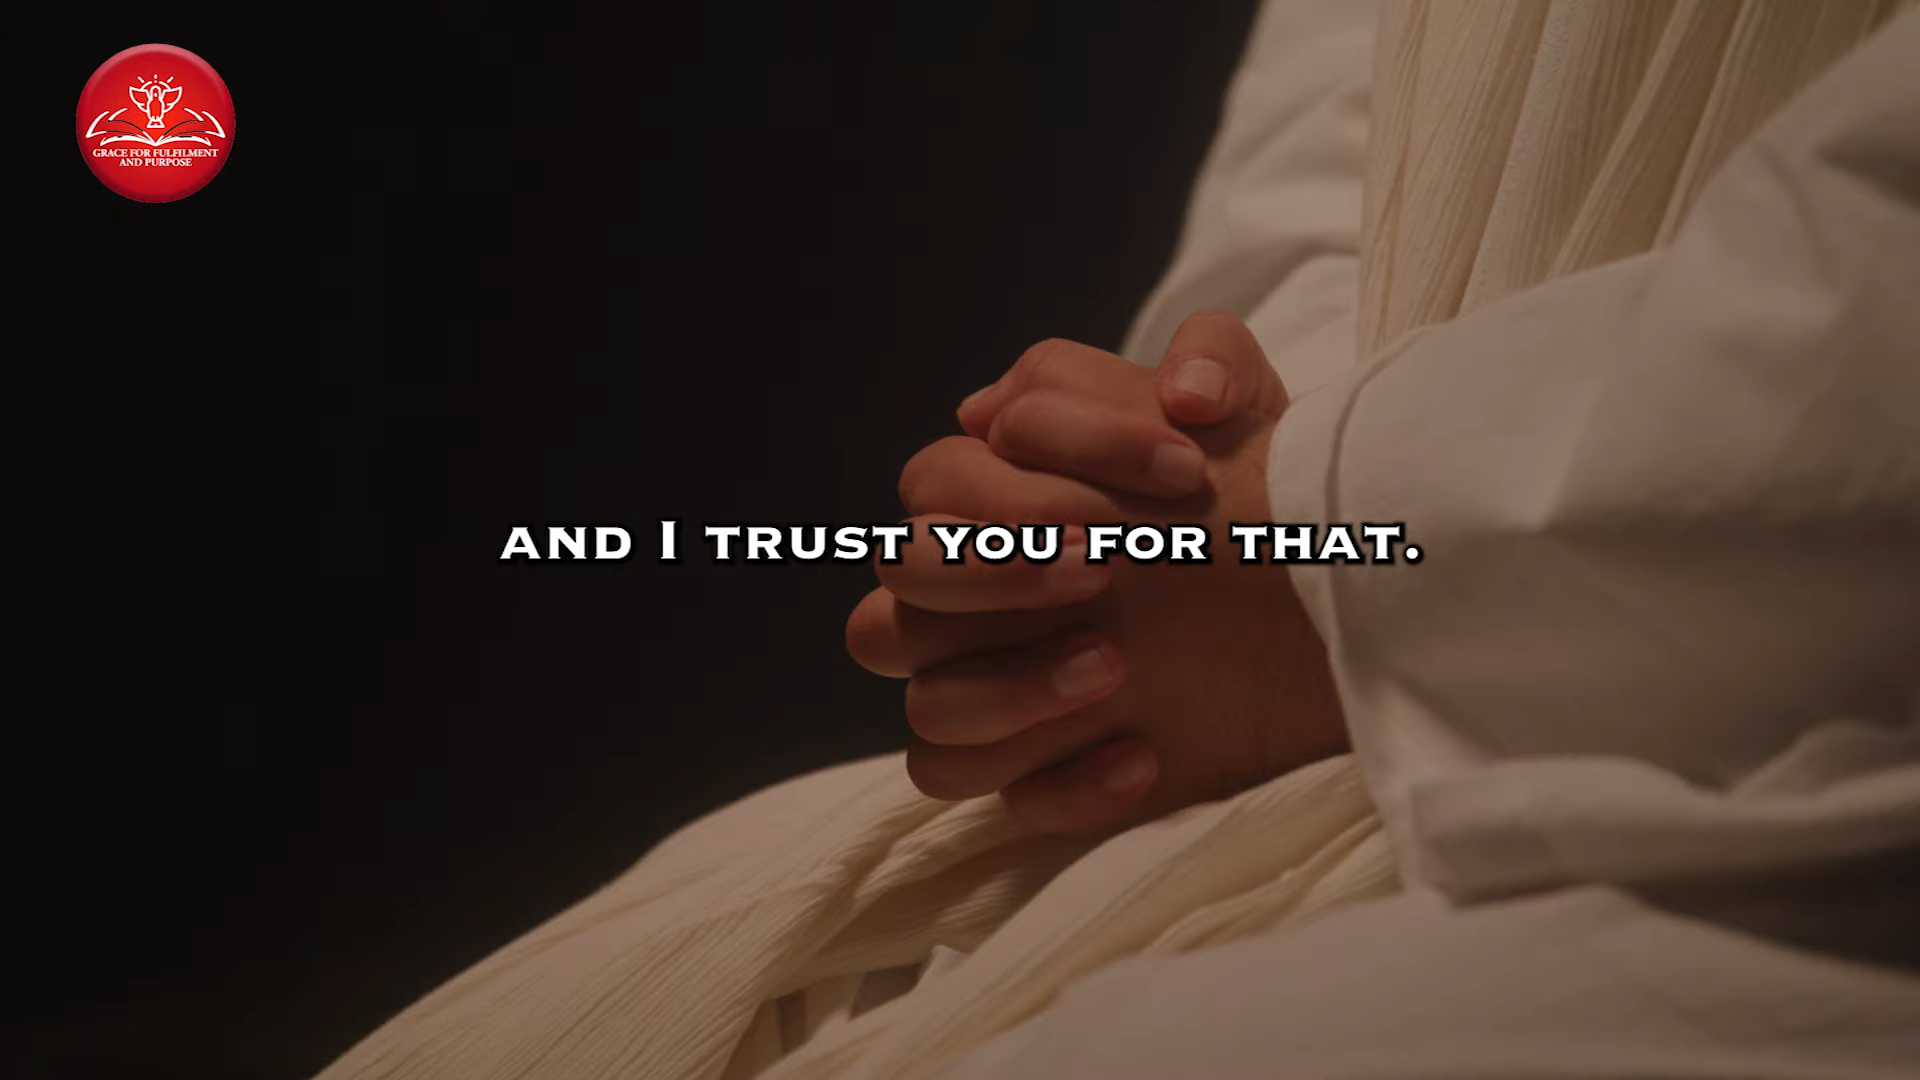 GRACE FOR FULFILMENT
AND PURPOSE
AND I TRUST YOU FOR THAT.